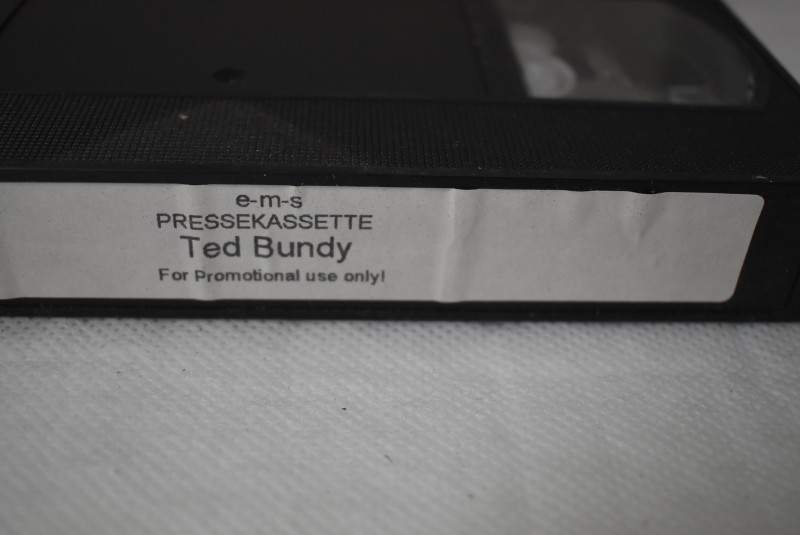 e-m-s
PRESSEKASSETTE
Ted Bundy
For Promotional use only!